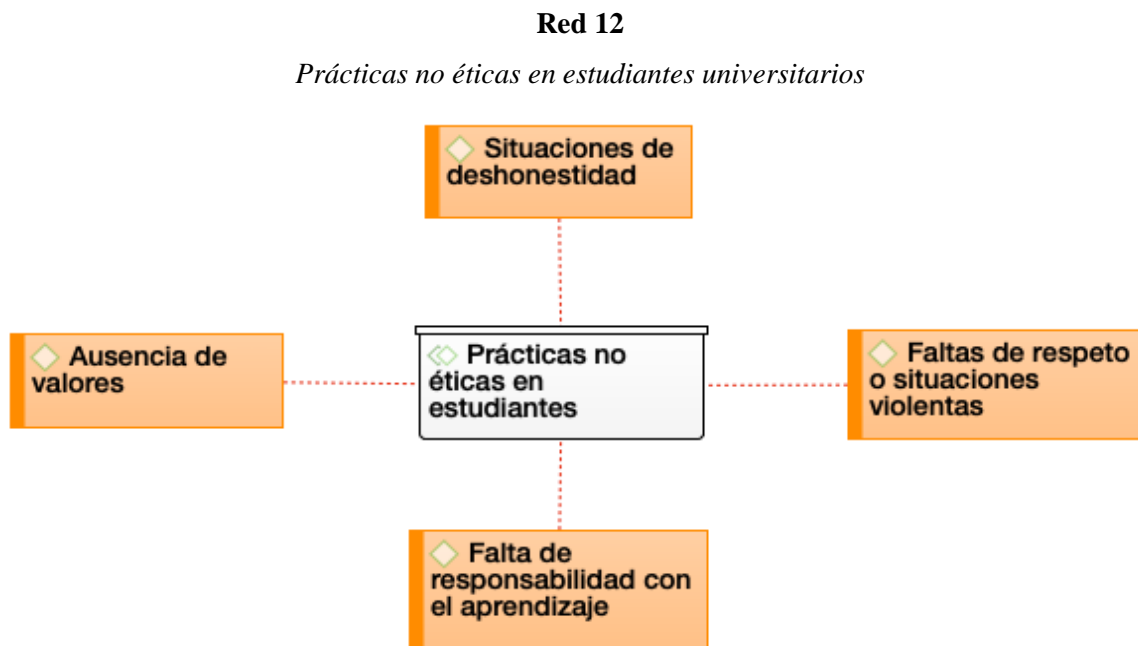 Red 12
Prácticas no éticas en estudiantes universitarios
Situaciones de
deshonestidad
Ausencia de
valores
Prácticas no
éticas en
estudiantes
Faltas de respeto
o situaciones
violentas
Falta de
responsabilidad con
el aprendizaje